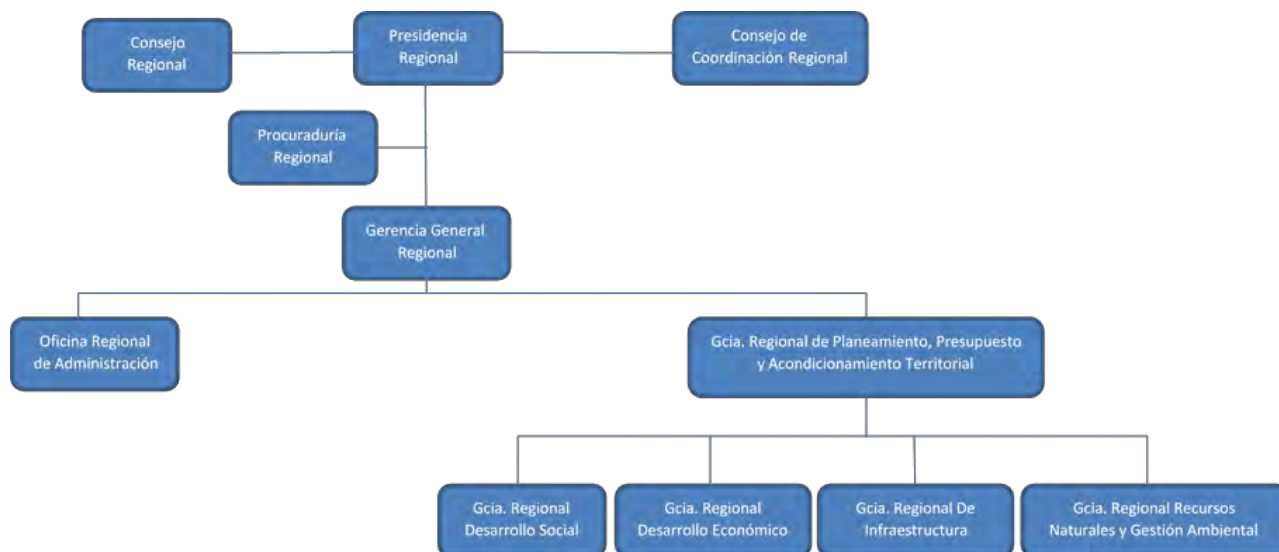 Consejo
Regional
Presidencia
Regional
Consejo de
Coordinación Regional
Procuraduría
Regional
Gerencia General
Regional
Oficina Regional
de Administración
Gcia. Regional de Planeamiento, Presupuesto
y Acondicionamiento Territorial
Gcia. Regional
Desarrollo Social
Gcia. Regional
Desarrollo Económico
Gcia. Regional De
Infraestructura
Gcia. Regional Recursos
Naturales y Gestión Ambiental